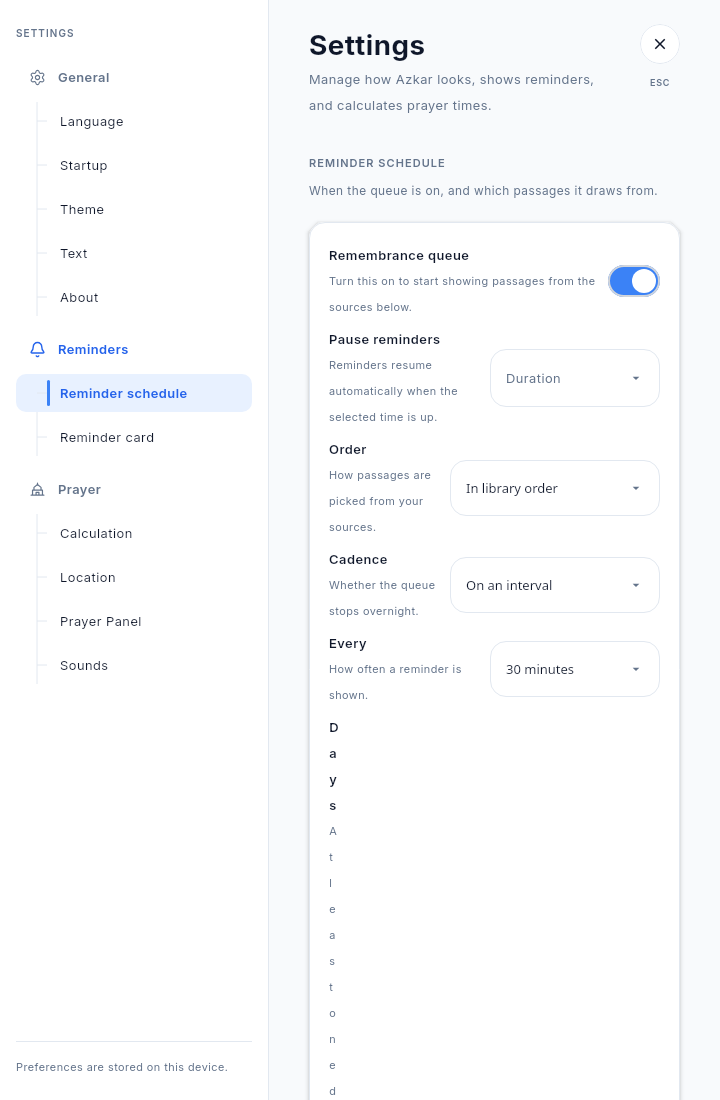 SETTINGS
General
Language
Startup
Theme
Text
About
Reminders
Reminder schedule
Reminder card
Prayer
Calculation
Location
Prayer Panel
Sounds
Preferences are stored on this device.
Settings
Manage how Azkar looks, shows reminders,
and calculates prayer times.
ESC
REMINDER SCHEDULE
When the queue is on, and which passages it draws from.
Remembrance queue
Turn this on to start showing passages from the
sources below.
Pause reminders
Reminders resume
automatically when the
selected time is up.
Duration
Order
How passages are
picked from your
sources.
In library order
Cadence
Whether the queue
stops overnight.
On an interval
Every
How often a reminder is
shown.
30 minutes
D
a
y
s
A
t
l
e
a
s
t
o
n
e
d